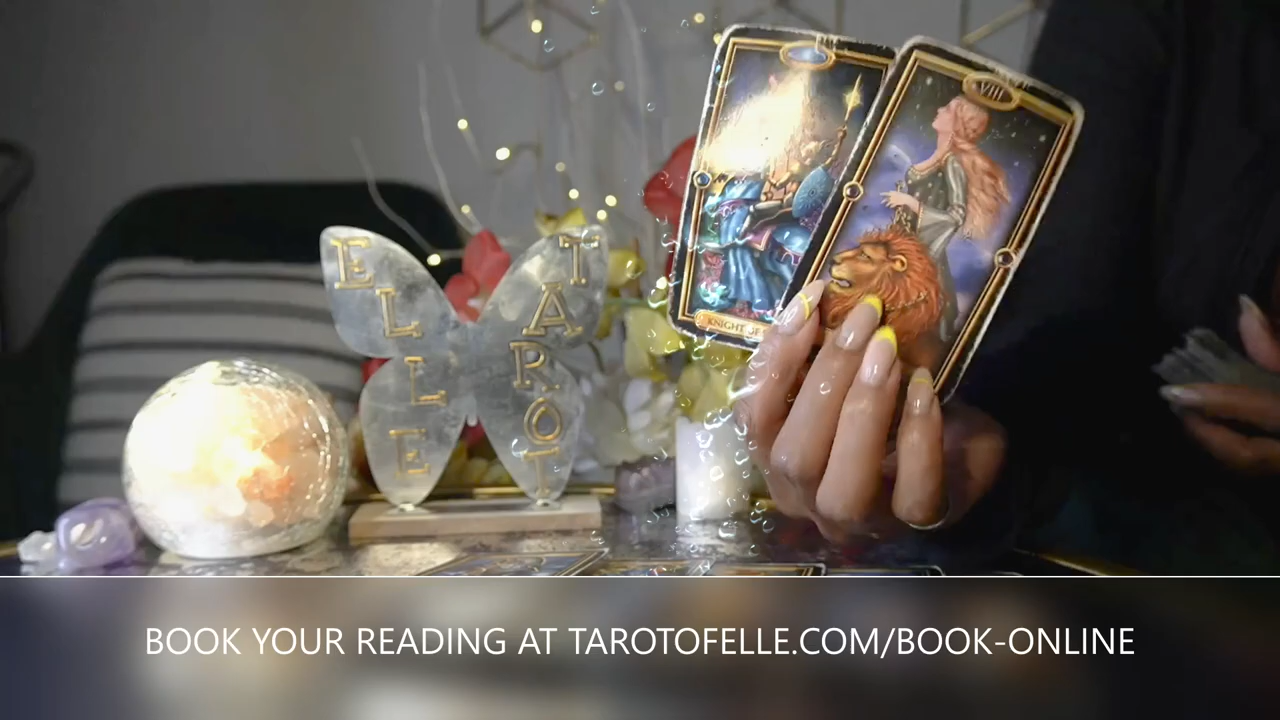 VIII
KNIGHT OF
ELLE
TAROT
BOOK YOUR READING AT TAROTOFELLE.COM/BOOK-ONLINE